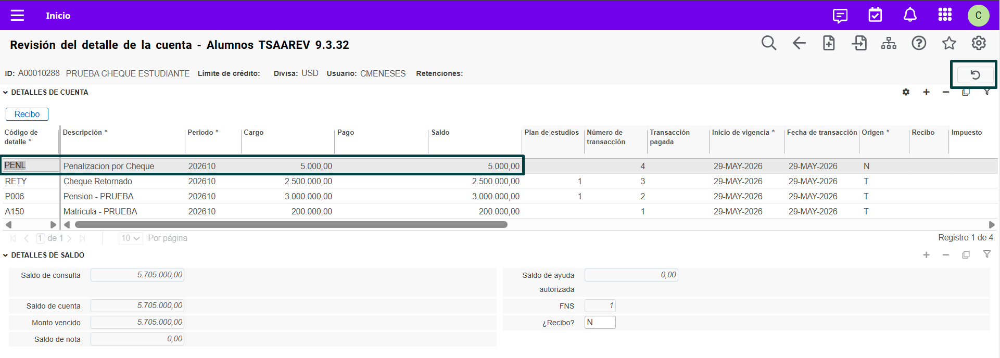 Inicio
C
Revisión del detalle de la cuenta - Alumnos TSAAREV 9.3.32
ID: A00010288 PRUEBA CHEQUE ESTUDIANTE Límite de crédito: Divisa: USD Usuario: CMENESES Retenciones:
DETALLES DE CUENTA
Recibo
Código de detalle * Descripción * Periodo * Cargo Pago Saldo Plan de estudios Número de transacción Transacción pagada Inicio de vigencia * Fecha de transacción Origen * Recibo Impuesto
PENL Penalizacion por Cheque 202610 5.000,00 5.000,00 4 29-MAY-2026 29-MAY-2026 N
RETY Cheque Retornado 202610 2.500.000,00 2.500.000,00 1 3 29-MAY-2026 29-MAY-2026 T
P006 Pension - PRUEBA 202610 3.000.000,00 3.000.000,00 1 2 29-MAY-2026 29-MAY-2026 T
A150 Matricula - PRUEBA 202610 200.000,00 200.000,00 1 29-MAY-2026 29-MAY-2026 T
1 de 1 10 Por página Registro 1 de 4
DETALLES DE SALDO
Saldo de consulta 5.705.000,00 Saldo de ayuda autorizada 0,00
Saldo de cuenta 5.705.000,00 FNS 1
Monto vencido 5.705.000,00 ¿Recibo? N
Saldo de nota 0,00